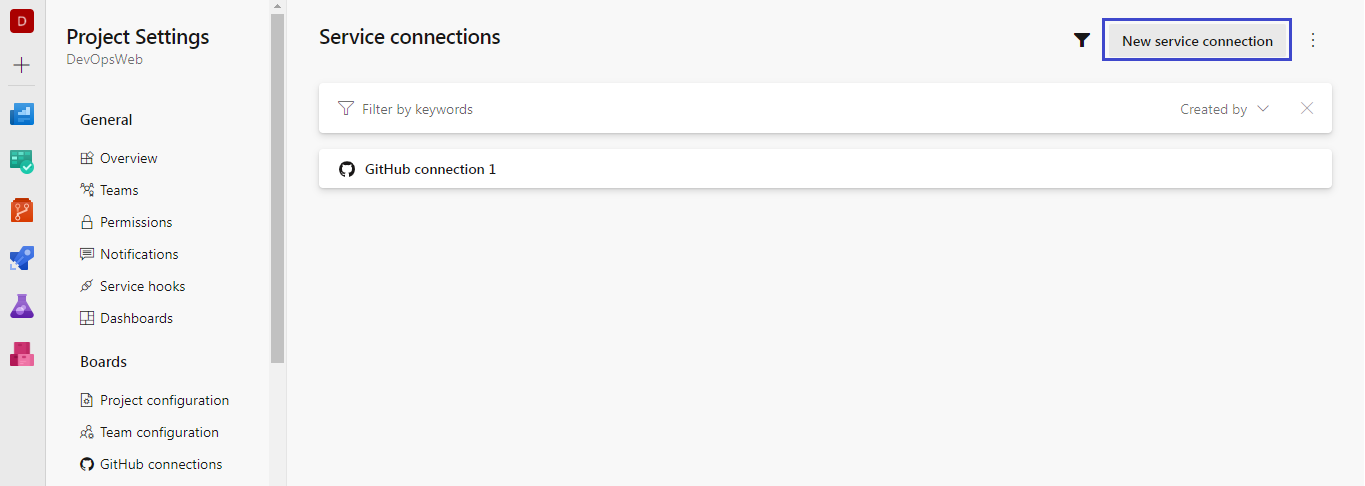 D
Project Settings
DevOpsWeb
General
Overview
Teams
Permissions
Notifications
Service hooks
Dashboards
Boards
Project configuration
Team configuration
GitHub connections
Service connections
New service connection
Filter by keywords
Created by
GitHub connection 1